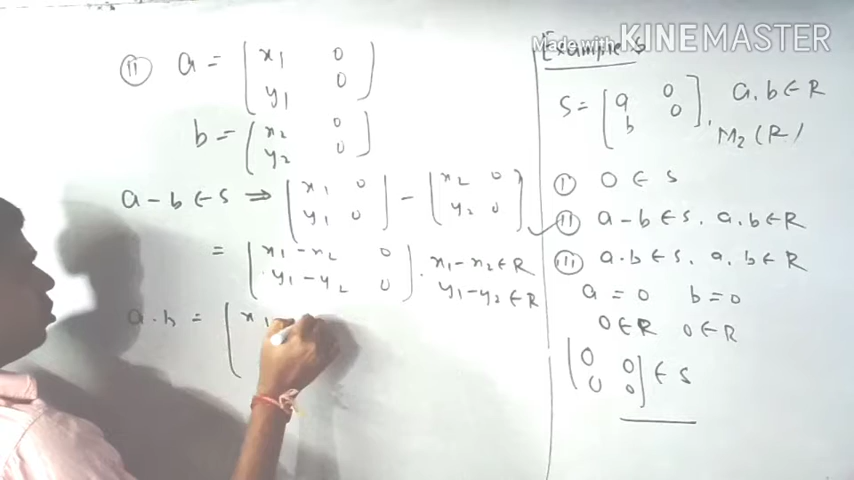 (ii) a = [ x₁ 0
y₁ 0 ]
b = [ x₂ 0
y₂ 0 ]
a - b ∈ S ⇒ [ x₁ 0
y₁ 0 ] - [ x₂ 0
y₂ 0 ]
= [ x₁ - x₂ 0
y₁ - y₂ 0 ] . x₁ - x₂ ∈ R
y₁ - y₂ ∈ R
a . b = [ x₁
Made with KINEMASTER
Examples
S = [ a 0
b 0 ] , a, b ∈ R
M₂ (R)
(i) 0 ∈ S
(ii) a - b ∈ S, a, b ∈ R
(iii) a . b ∈ S, a, b ∈ R
a = 0 b = 0
0 ∈ R 0 ∈ R
[ 0 0
0 0 ] ∈ S